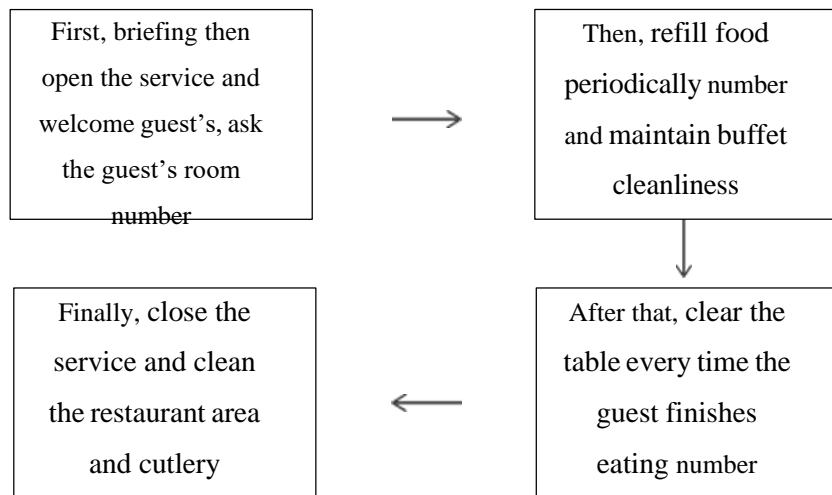 First, briefing then
open the service and
welcome guest’s, ask
the guest’s room
number
Then, refill food
periodically number
and maintain buffet
cleanliness
After that, clear the
table every time the
guest finishes
eating number
Finally, close the
service and clean
the restaurant area
and cutlery